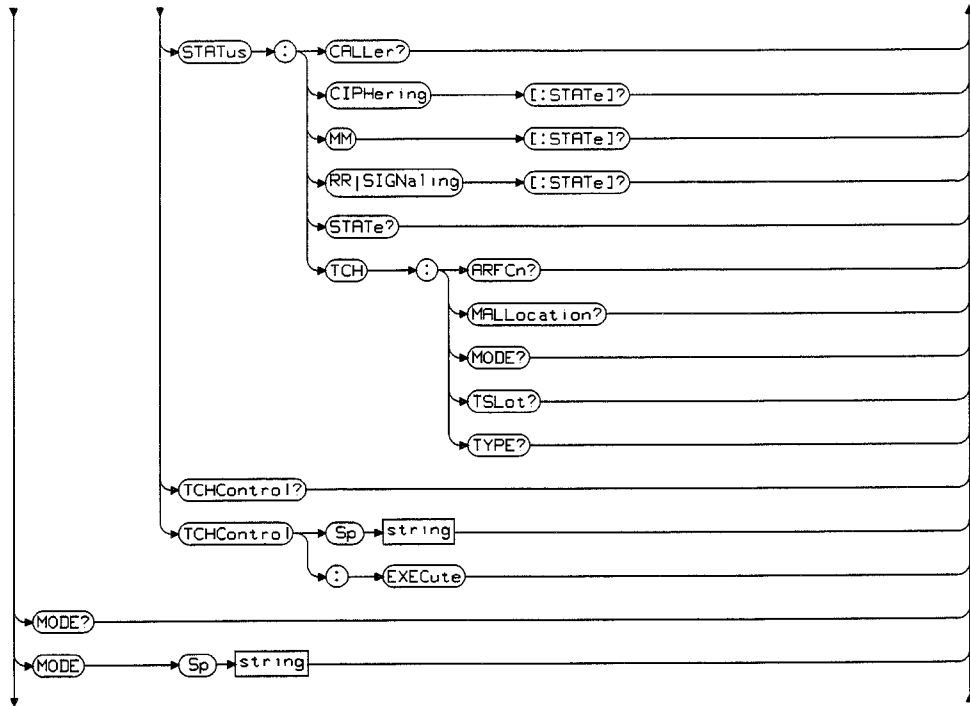 STATus : CALLer?
CIPHering [:STATe]?
MM [:STATe]?
RR|SIGNaling [:STATe]?
STATe?
TCH : ARFCn?
MALLocation?
MODE?
TSLot?
TYPE?
TCHControl?
TCHControl Sp string
: EXECute
MODE?
MODE Sp string